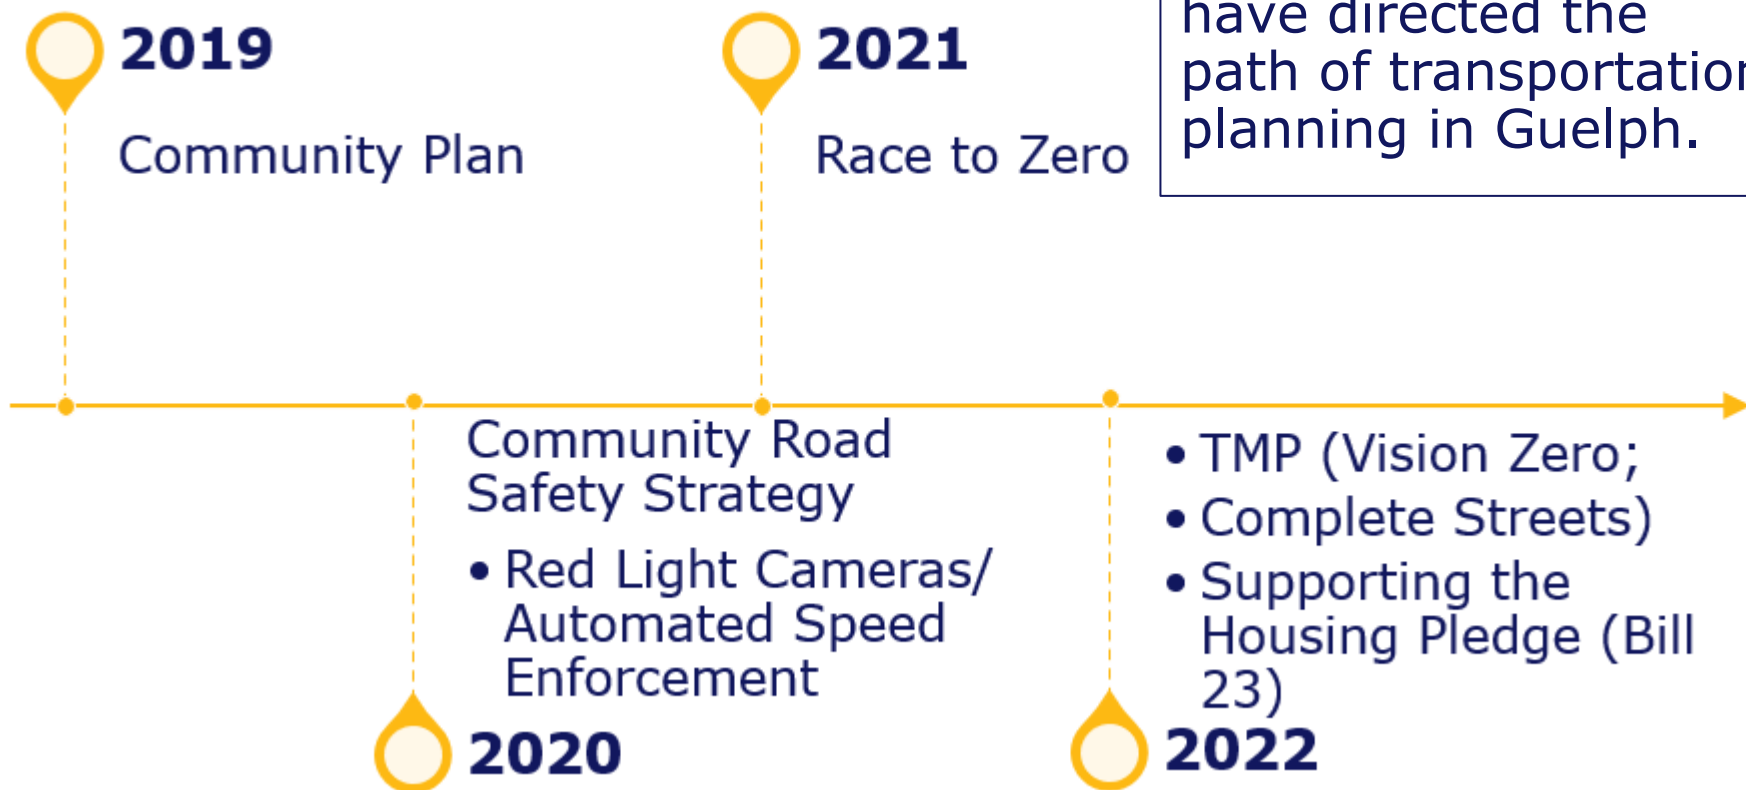 2019
Community Plan
2021
Race to Zero
have directed the
path of transportation
planning in Guelph.
Community Road
Safety Strategy
• Red Light Cameras/
Automated Speed
Enforcement
2020
• TMP (Vision Zero;
• Complete Streets)
• Supporting the
Housing Pledge (Bill
23)
2022